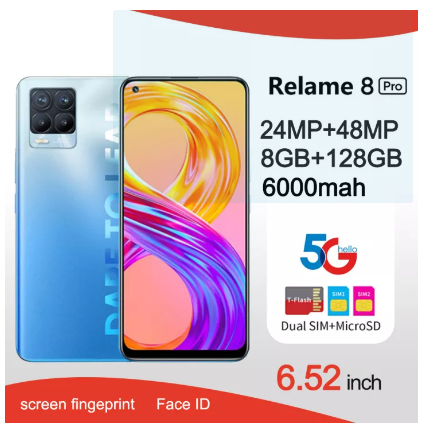 Relame 8 Pro
24MP+48MP
8GB+128GB
6000mah
DARE TO LEAP
5G hello
T-Flash SIM1 SIM2
Dual SIM+MicroSD
6.52 inch
screen fingeprint Face ID